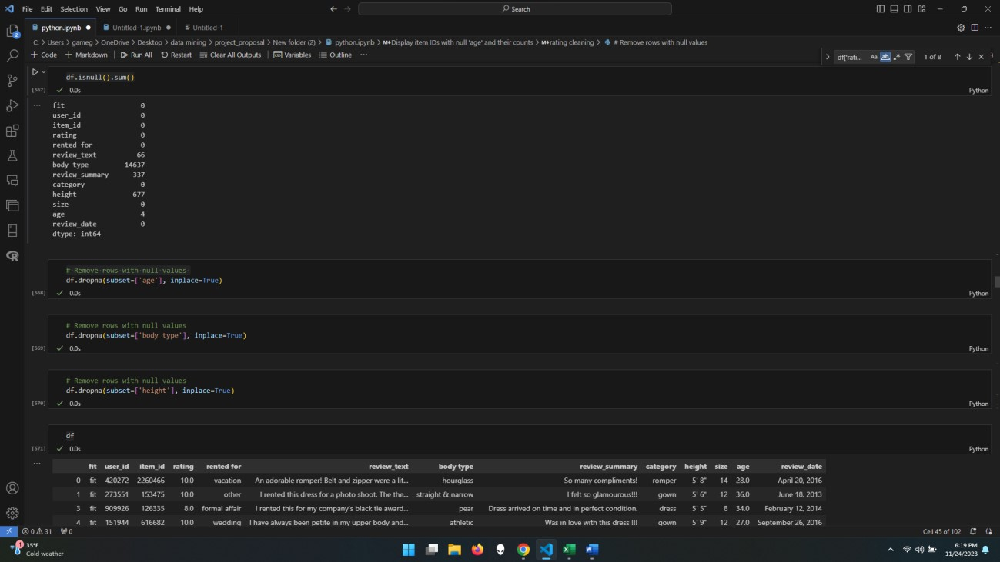 File Edit Selection View Go Run Terminal Help
Search
python.ipynb Untitled-1.ipynb Untitled-1
C: > Users > gameg > OneDrive > Desktop > data mining > project_proposal > New folder (2) > python.ipynb > M+Display item IDs with null 'age' and their counts > M+rating cleaning > # Remove rows with null values
+ Code + Markdown Run All Restart Clear All Outputs Variables Outline ...
df['rati... Aa ab 1 of 8
df.isnull().sum()
[567] 0.0s Python
fit 0
user_id 0
item_id 0
rating 0
rented for 0
review_text 66
body type 14637
review_summary 337
category 0
height 677
size 0
age 4
review_date 0
dtype: int64
# Remove rows with null values
df.dropna(subset=['age'], inplace=True)
[568] 0.0s Python
# Remove rows with null values
df.dropna(subset=['body type'], inplace=True)
[569] 0.0s Python
# Remove rows with null values
df.dropna(subset=['height'], inplace=True)
[570] 0.0s Python
df
[571] 0.0s Python
fit user_id item_id rating rented for review_text body type review_summary category height size age review_date
0 fit 420272 2260466 10.0 vacation An adorable romper! Belt and zipper were a lit... hourglass So many compliments! romper 5' 8" 14 28.0 April 20, 2016
1 fit 273551 153475 10.0 other I rented this dress for a photo shoot. The the... straight & narrow I felt so glamourous!!! gown 5' 6" 12 36.0 June 18, 2013
3 fit 909926 126335 8.0 formal affair I rented this for my company's black tie award... pear Dress arrived on time and in perfect condition. dress 5' 5" 8 34.0 February 12, 2014
4 fit 151944 616682 10.0 wedding I have always been petite in my upper body and... athletic Was in love with this dress !!! gown 5' 9" 12 27.0 September 26, 2016
0 31 0 Cell 45 of 102
35°F
Cold weather
6:19 PM
11/24/2023